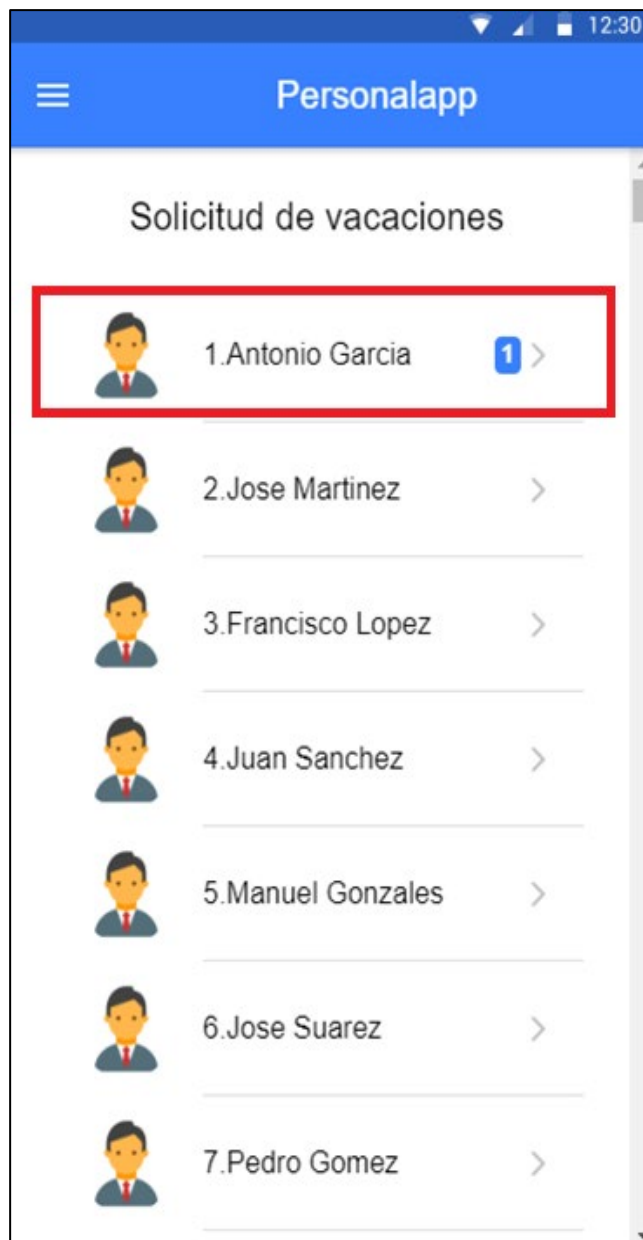 12:30
Personalapp
Solicitud de vacaciones
1.Antonio Garcia 1
2.Jose Martinez
3.Francisco Lopez
4.Juan Sanchez
5.Manuel Gonzales
6.Jose Suarez
7.Pedro Gomez